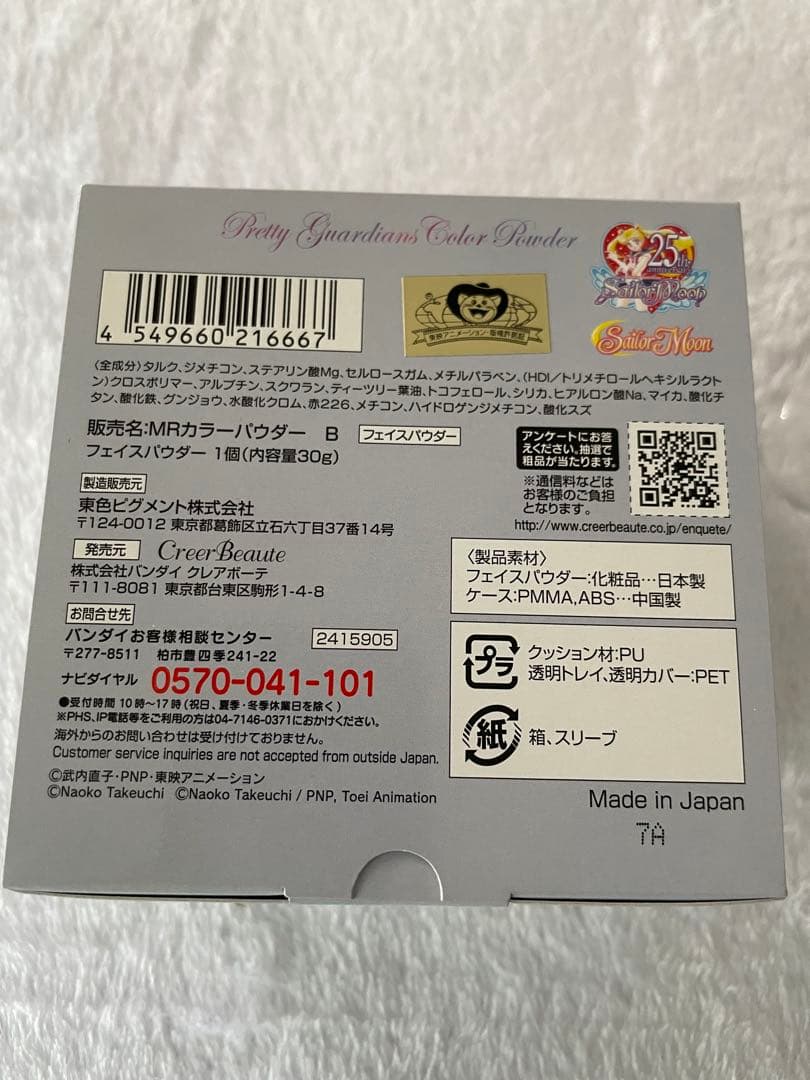 Pretty Guardians Color Powder
25th
anniversary
Sailor Moon
Sailor Moon
4 549660 216667
東映アニメーション・版権許諾証
〈全成分〉タルク、ジメチコン、ステアリン酸Mg、セルロースガム、メチルパラベン、(HDI/トリメチロールヘキシルラクト
ン)クロスポリマー、アルブチン、スクワラン、ティーツリー葉油、トコフェロール、シリカ、ヒアルロン酸Na、マイカ、酸化チ
タン、酸化鉄、グンジョウ、水酸化クロム、赤226、メチコン、ハイドロゲンジメチコン、酸化スズ
販売名:MRカラーパウダー B フェイスパウダー
フェイスパウダー 1個(内容量30g)
アンケートにお答
えください。抽選で
粗品が当たります。
※通信料などは
お客様のご負担
となります。
http://www.creerbeaute.co.jp/enquete/
製造販売元
東色ピグメント株式会社
〒124-0012 東京都葛飾区立石六丁目37番14号
発売元 CreerBeaute
株式会社バンダイ クレアボーテ
〒111-8081 東京都台東区駒形1-4-8
お問合せ先
バンダイお客様相談センター 2415905
〒277-8511 柏市豊四季241-22
ナビダイヤル 0570-041-101
●受付時間 10時〜17時(祝日、夏季・冬季休業日を除く)
※PHS、IP電話等をご利用の方は04-7146-0371におかけください。
海外からのお問い合わせは受け付けておりません。
Customer service inquiries are not accepted from outside Japan.
©武内直子・PNP・東映アニメーション
©Naoko Takeuchi ©Naoko Takeuchi / PNP, Toei Animation
〈製品素材〉
フェイスパウダー:化粧品…日本製
ケース:PMMA,ABS…中国製
プラ
クッション材:PU
透明トレイ、透明カバー:PET
紙 箱、スリーブ
Made in Japan
7A